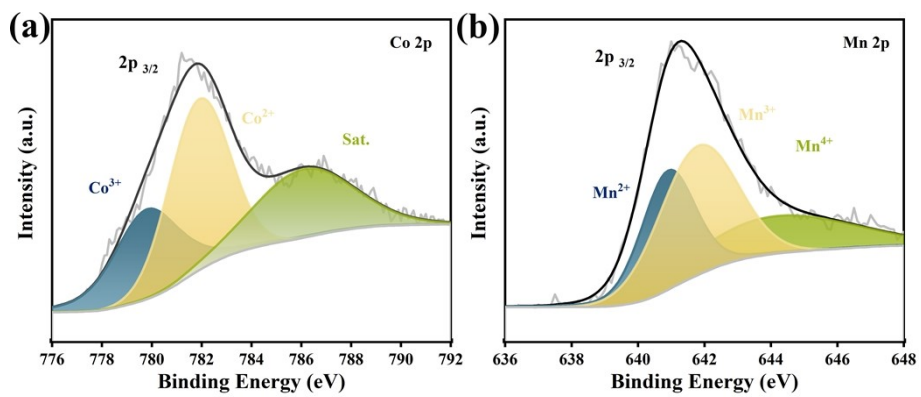 (a)
Co 2p
2p 3/2
Co2+
Sat.
Co3+
Intensity (a.u.)
776 778 780 782 784 786 788 790 792
Binding Energy (eV)
(b)
Mn 2p
2p 3/2
Mn3+
Mn4+
Mn2+
Intensity (a.u.)
636 638 640 642 644 646 648
Binding Energy (eV)